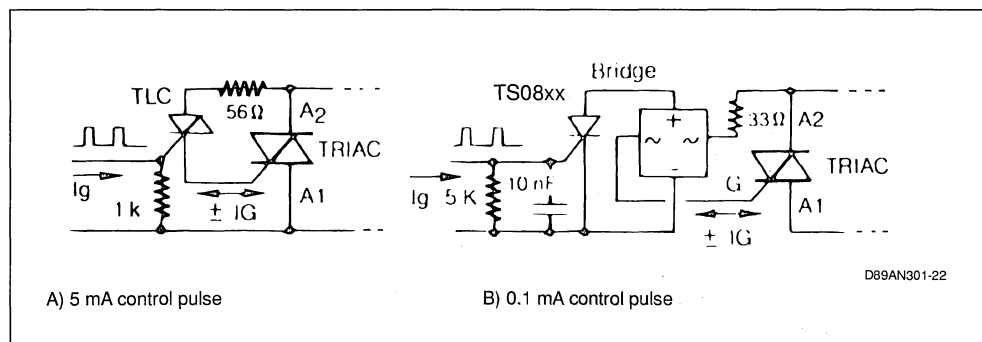 TLC
56Ω
A2
TRIAC
A1
Ig
1 k
± IG
Bridge
TS08xx
+
~
~
-
33Ω
A2
TRIAC
G
A1
Ig
5 K
10 nF
± IG
D89AN301-22
A) 5 mA control pulse
B) 0.1 mA control pulse